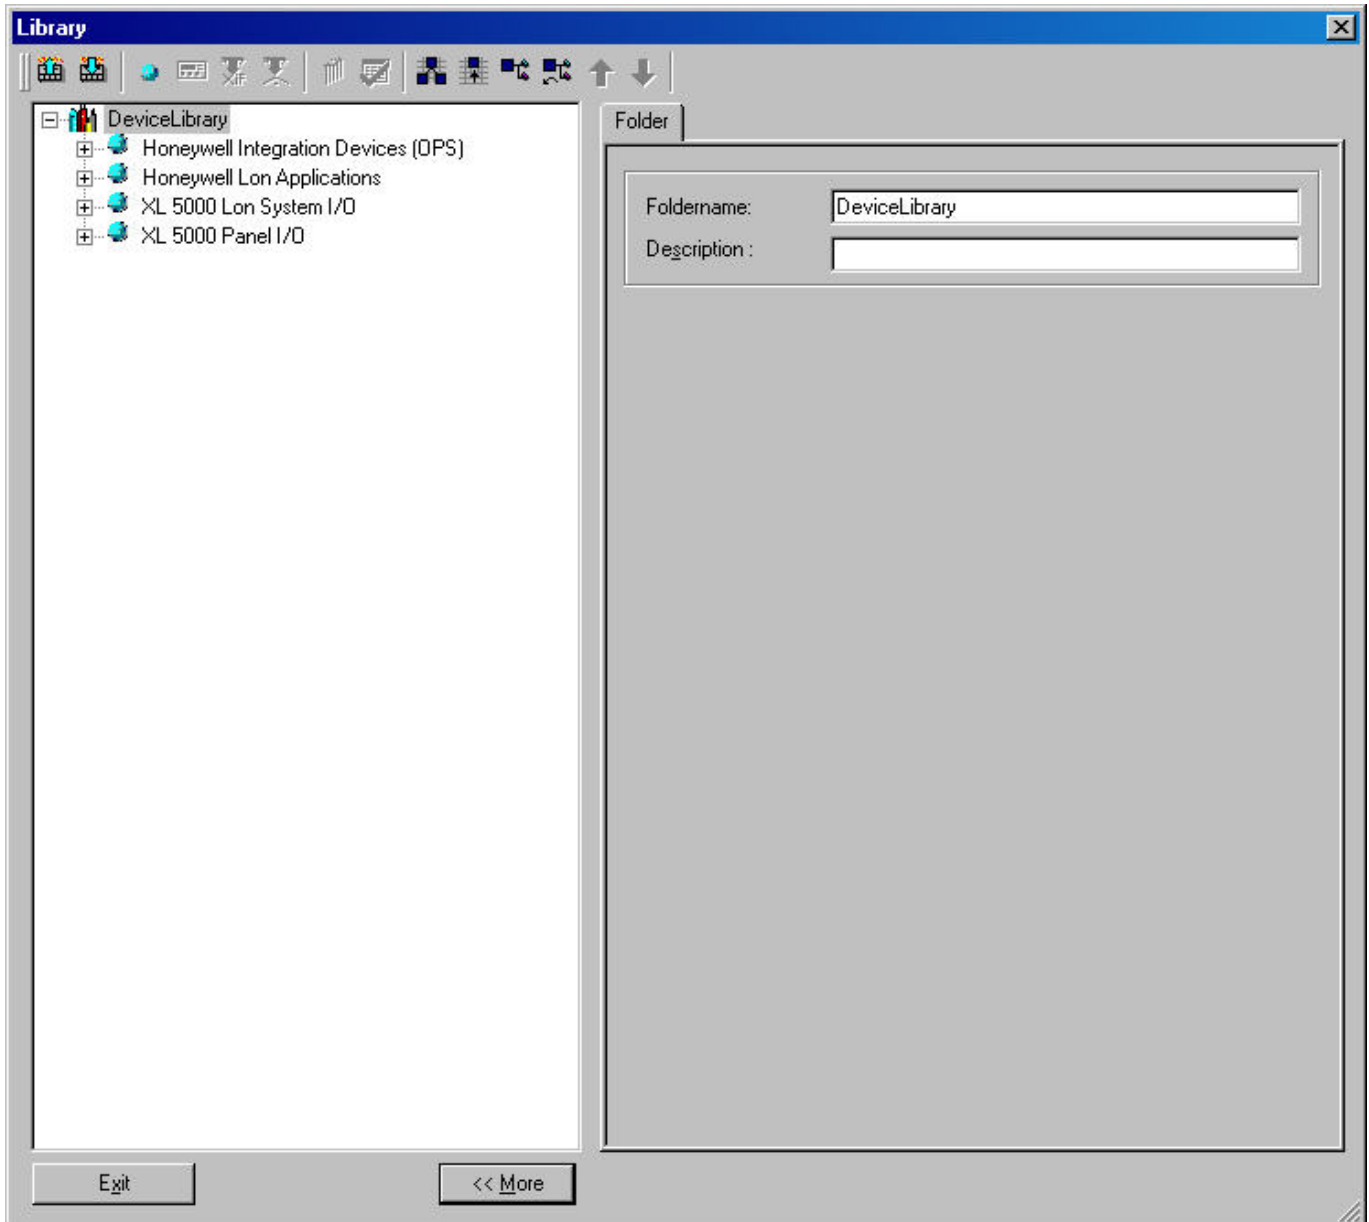 Library
XIF
DeviceLibrary
Honeywell Integration Devices (OPS)
Honeywell Lon Applications
XL 5000 Lon System I/O
XL 5000 Panel I/O
Folder
Foldername:
DeviceLibrary
Description :
Exit
<< More